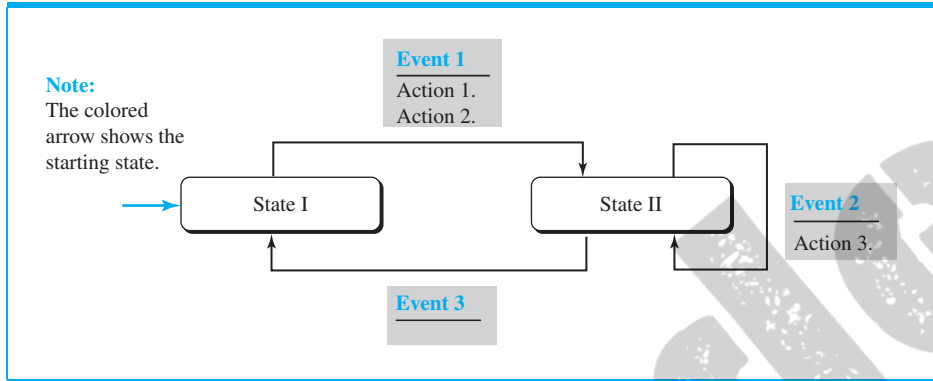 Note:
The colored
arrow shows the
starting state.
Event 1
Action 1.
Action 2.
State I
State II
Event 2
Action 3.
Event 3